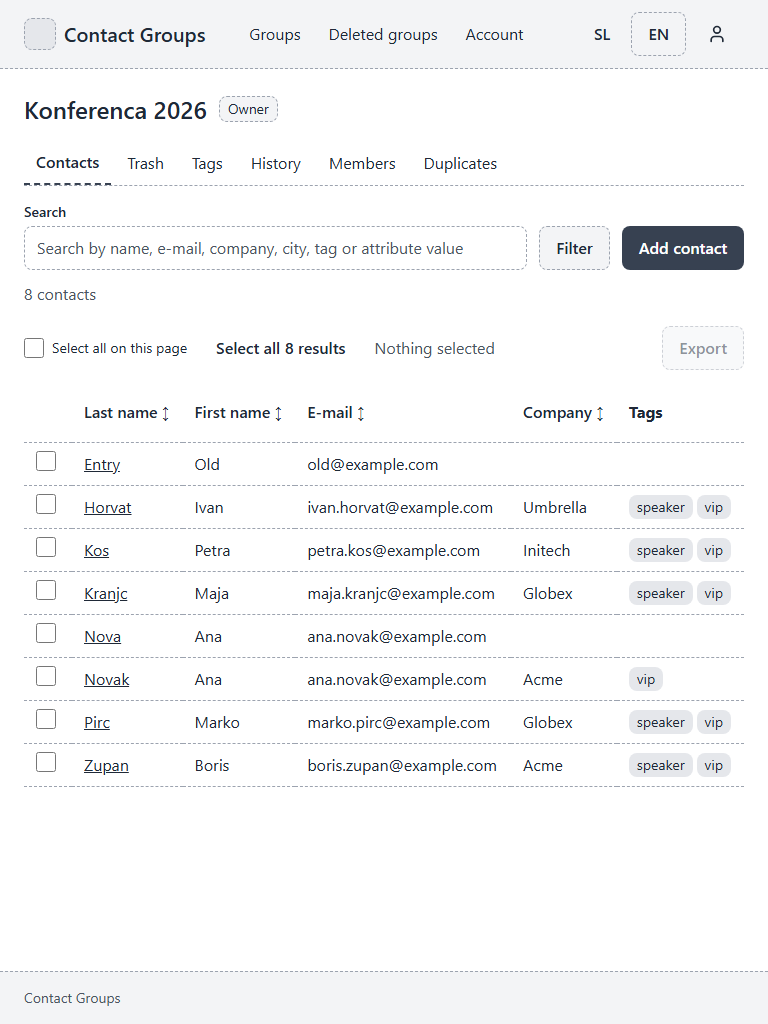 Contact Groups Groups Deleted groups Account SL EN
Konferenca 2026 Owner
Contacts Trash Tags History Members Duplicates
Search
Search by name, e-mail, company, city, tag or attribute value Filter Add contact
8 contacts
Select all on this page Select all 8 results Nothing selected Export
Last name ↕ First name ↕ E-mail ↕ Company ↕ Tags
Entry Old old@example.com
Horvat Ivan ivan.horvat@example.com Umbrella speaker vip
Kos Petra petra.kos@example.com Initech speaker vip
Kranjc Maja maja.kranjc@example.com Globex speaker vip
Nova Ana ana.novak@example.com
Novak Ana ana.novak@example.com Acme vip
Pirc Marko marko.pirc@example.com Globex speaker vip
Zupan Boris boris.zupan@example.com Acme speaker vip
Contact Groups